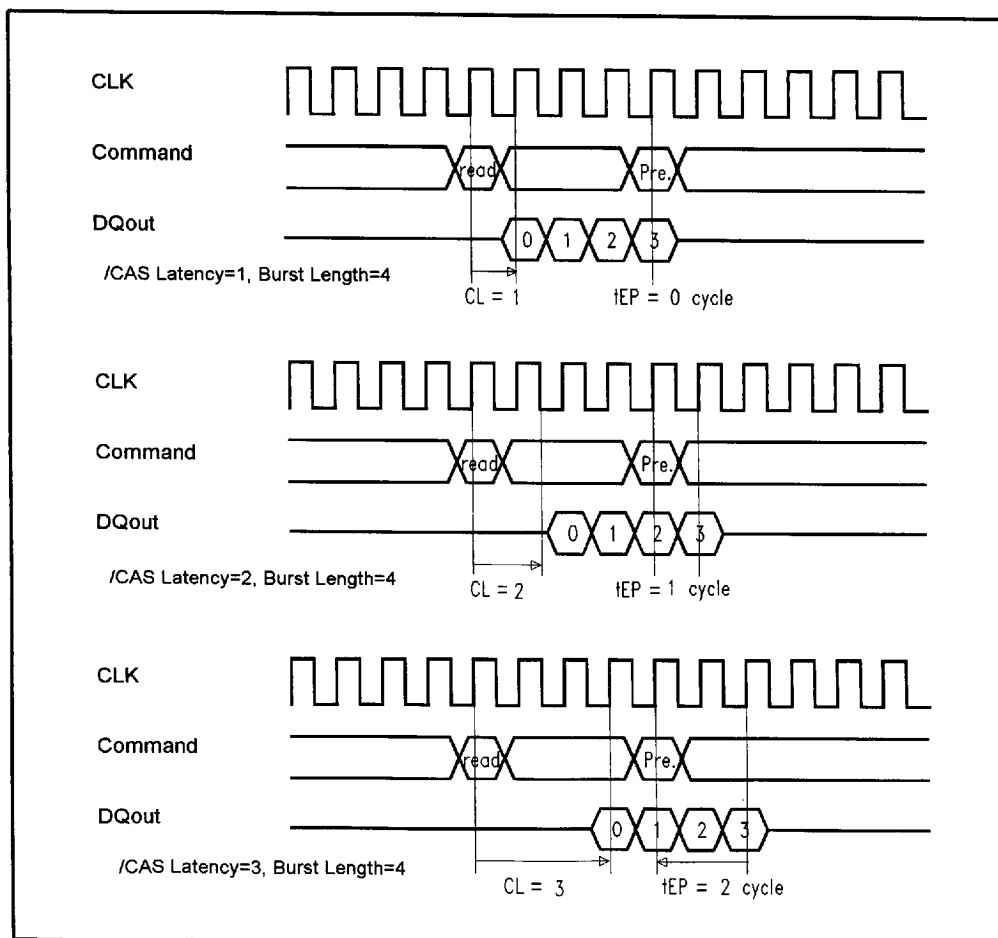 CLK
Command
read
Pre.
DQout
0 1 2 3
/CAS Latency=1, Burst Length=4
CL = 1
tEP = 0 cycle
CLK
Command
read
Pre.
DQout
0 1 2 3
/CAS Latency=2, Burst Length=4
CL = 2
tEP = 1 cycle
CLK
Command
read
Pre.
DQout
0 1 2 3
/CAS Latency=3, Burst Length=4
CL = 3
tEP = 2 cycle